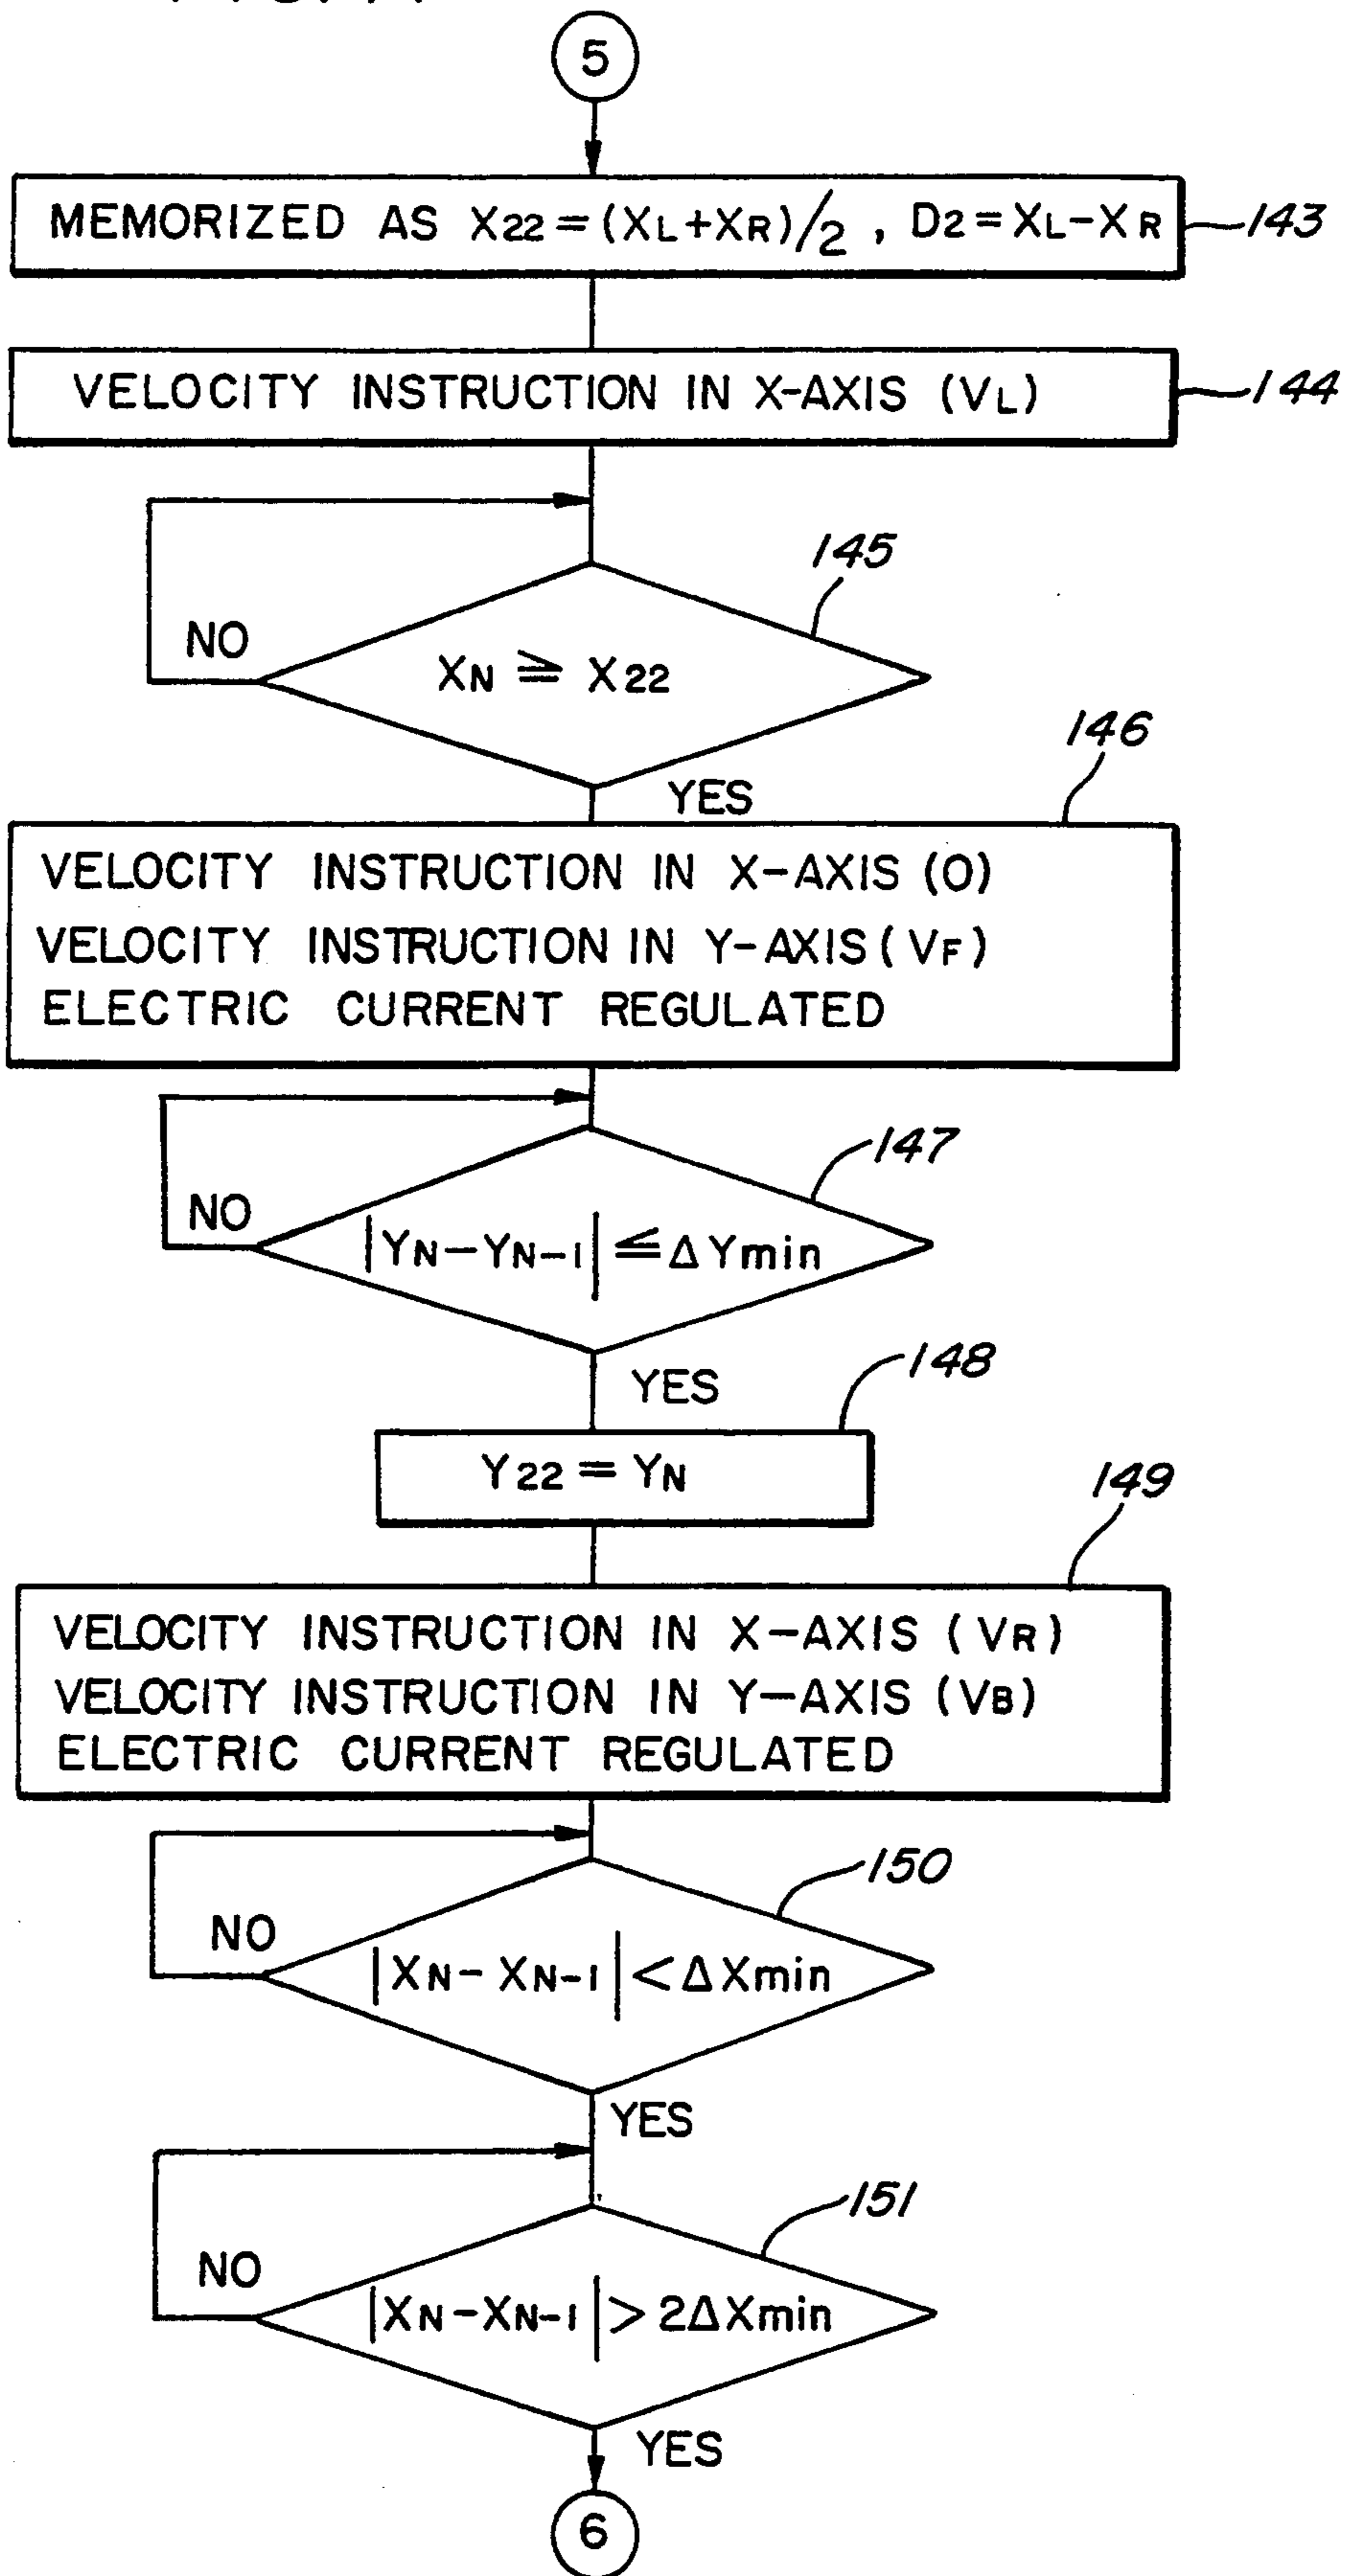 5
MEMORIZED AS X22=(XL+XR)/2, D2=XL-XR
143
VELOCITY INSTRUCTION IN X-AXIS (VL)
144
145
NO
XN ≧ X22
YES
146
VELOCITY INSTRUCTION IN X-AXIS (0)
VELOCITY INSTRUCTION IN Y-AXIS (VF)
ELECTRIC CURRENT REGULATED
147
NO
|YN-YN-1| ≦ ΔYmin
YES
148
Y22 = YN
149
VELOCITY INSTRUCTION IN X-AXIS (VR)
VELOCITY INSTRUCTION IN Y-AXIS (VB)
ELECTRIC CURRENT REGULATED
150
NO
|XN-XN-1| < ΔXmin
YES
151
NO
|XN-XN-1| > 2ΔXmin
YES
6